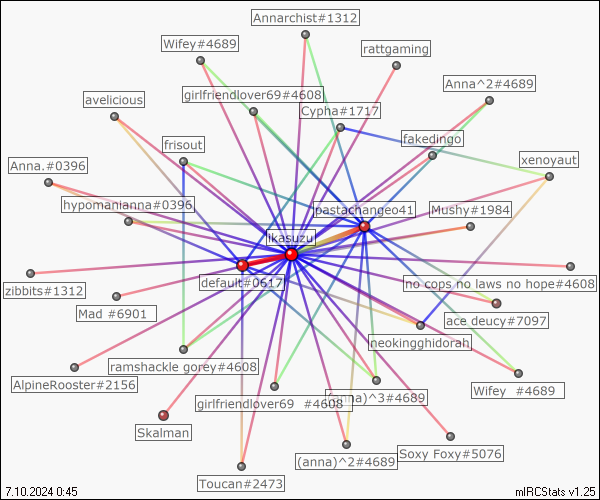 Annarchist#1312
Wifey#4689
rattgaming
Anna^2#4689
girlfriendlover69#4608
avelicious
Cypha#1717
fakedingo
frisout
xenoyaut
Anna.#0396
hypomanianna#0396
pastachangeo41
Mushy#1984
ikasuzu
default#0617
no cops no laws no hope#4608
zibbits#1312
Mad #6901
ace deucy#7097
neokingghidorah
ramshackle gorey#4608
AlpineRooster#2156
Wifey #4689
girlfriendlover69 #4608
(anna)^3#4689
Skalman
Soxy Foxy#5076
(anna)^2#4689
Toucan#2473
7.10.2024 0:45
mIRCStats v1.25